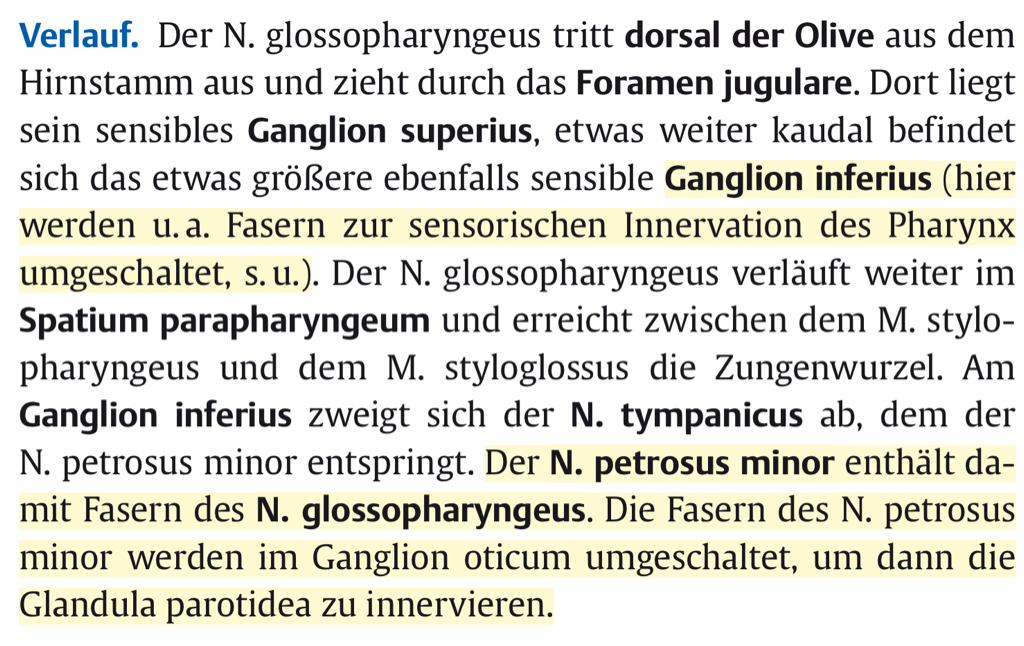 Verlauf. Der N. glossopharyngeus tritt dorsal der Olive aus dem
Hirnstamm aus und zieht durch das Foramen jugulare. Dort liegt
sein sensibles Ganglion superius, etwas weiter kaudal befindet
sich das etwas größere ebenfalls sensible Ganglion inferius (hier
werden u. a. Fasern zur sensorischen Innervation des Pharynx
umgeschaltet, s. u.). Der N. glossopharyngeus verläuft weiter im
Spatium parapharyngeum und erreicht zwischen dem M. stylo-
pharyngeus und dem M. styloglossus die Zungenwurzel. Am
Ganglion inferius zweigt sich der N. tympanicus ab, dem der
N. petrosus minor entspringt. Der N. petrosus minor enthält da-
mit Fasern des N. glossopharyngeus. Die Fasern des N. petrosus
minor werden im Ganglion oticum umgeschaltet, um dann die
Glandula parotidea zu innervieren.